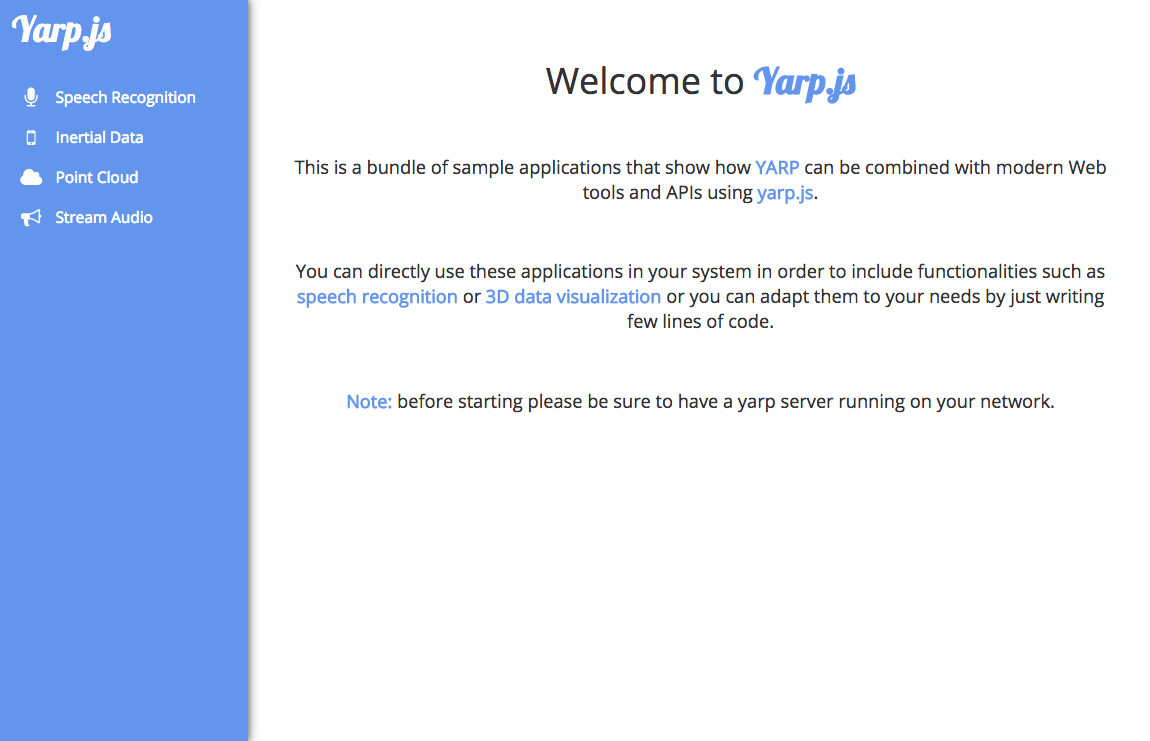 Yarp.js
Speech Recognition
Inertial Data
Point Cloud
Stream Audio
Welcome to Yarp.js
This is a bundle of sample applications that show how YARP can be combined with modern Web
tools and APIs using yarp.js.
You can directly use these applications in your system in order to include functionalities such as
speech recognition or 3D data visualization or you can adapt them to your needs by just writing
few lines of code.
Note: before starting please be sure to have a yarp server running on your network.